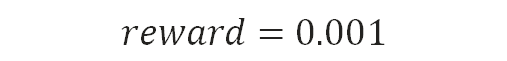 reward = 0.001